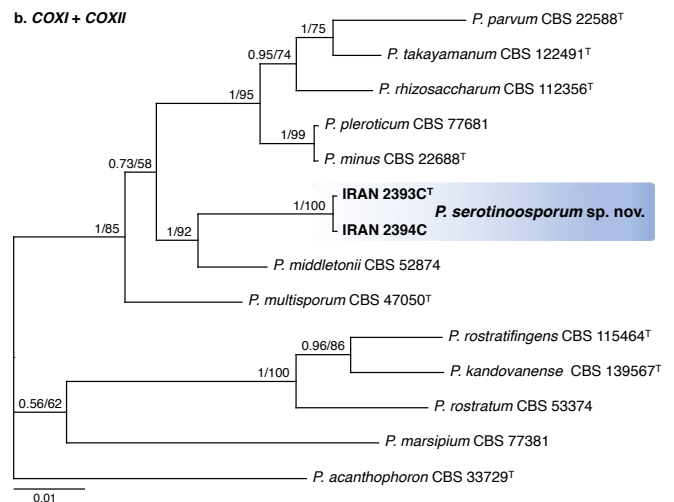 b. COXI + COXII
P. parvum CBS 22588T
1/75
P. takayamanum CBS 122491T
0.95/74
P. rhizosaccharum CBS 112356T
1/95
P. pleroticum CBS 77681
1/99
P. minus CBS 22688T
0.73/58
IRAN 2393CT
1/100
P. serotinoosporum sp. nov.
IRAN 2394C
1/85
1/92
P. middletonii CBS 52874
P. multisporum CBS 47050T
P. rostratifingens CBS 115464T
0.96/86
P. kandovanense CBS 139567T
1/100
P. rostratum CBS 53374
0.56/62
P. marsipium CBS 77381
P. acanthophoron CBS 33729T
0.01